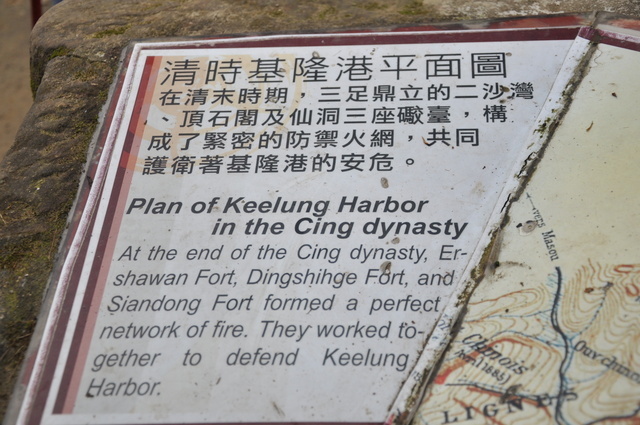 清時基隆港平面圖
在清末時期，三足鼎立的二沙灣
、頂石閣及仙洞三座礮臺，構
成了緊密的防禦火網，共同
護衛著基隆港的安危。
Plan of Keelung Harbor
in the Cing dynasty
At the end of the Cing dynasty, Er-
shawan Fort, Dingshihge Fort, and
Siandong Fort formed a perfect
network of fire. They worked to-
gether to defend Keelung
Harbor.
Masou
Chinois
(1885)
LIGNES